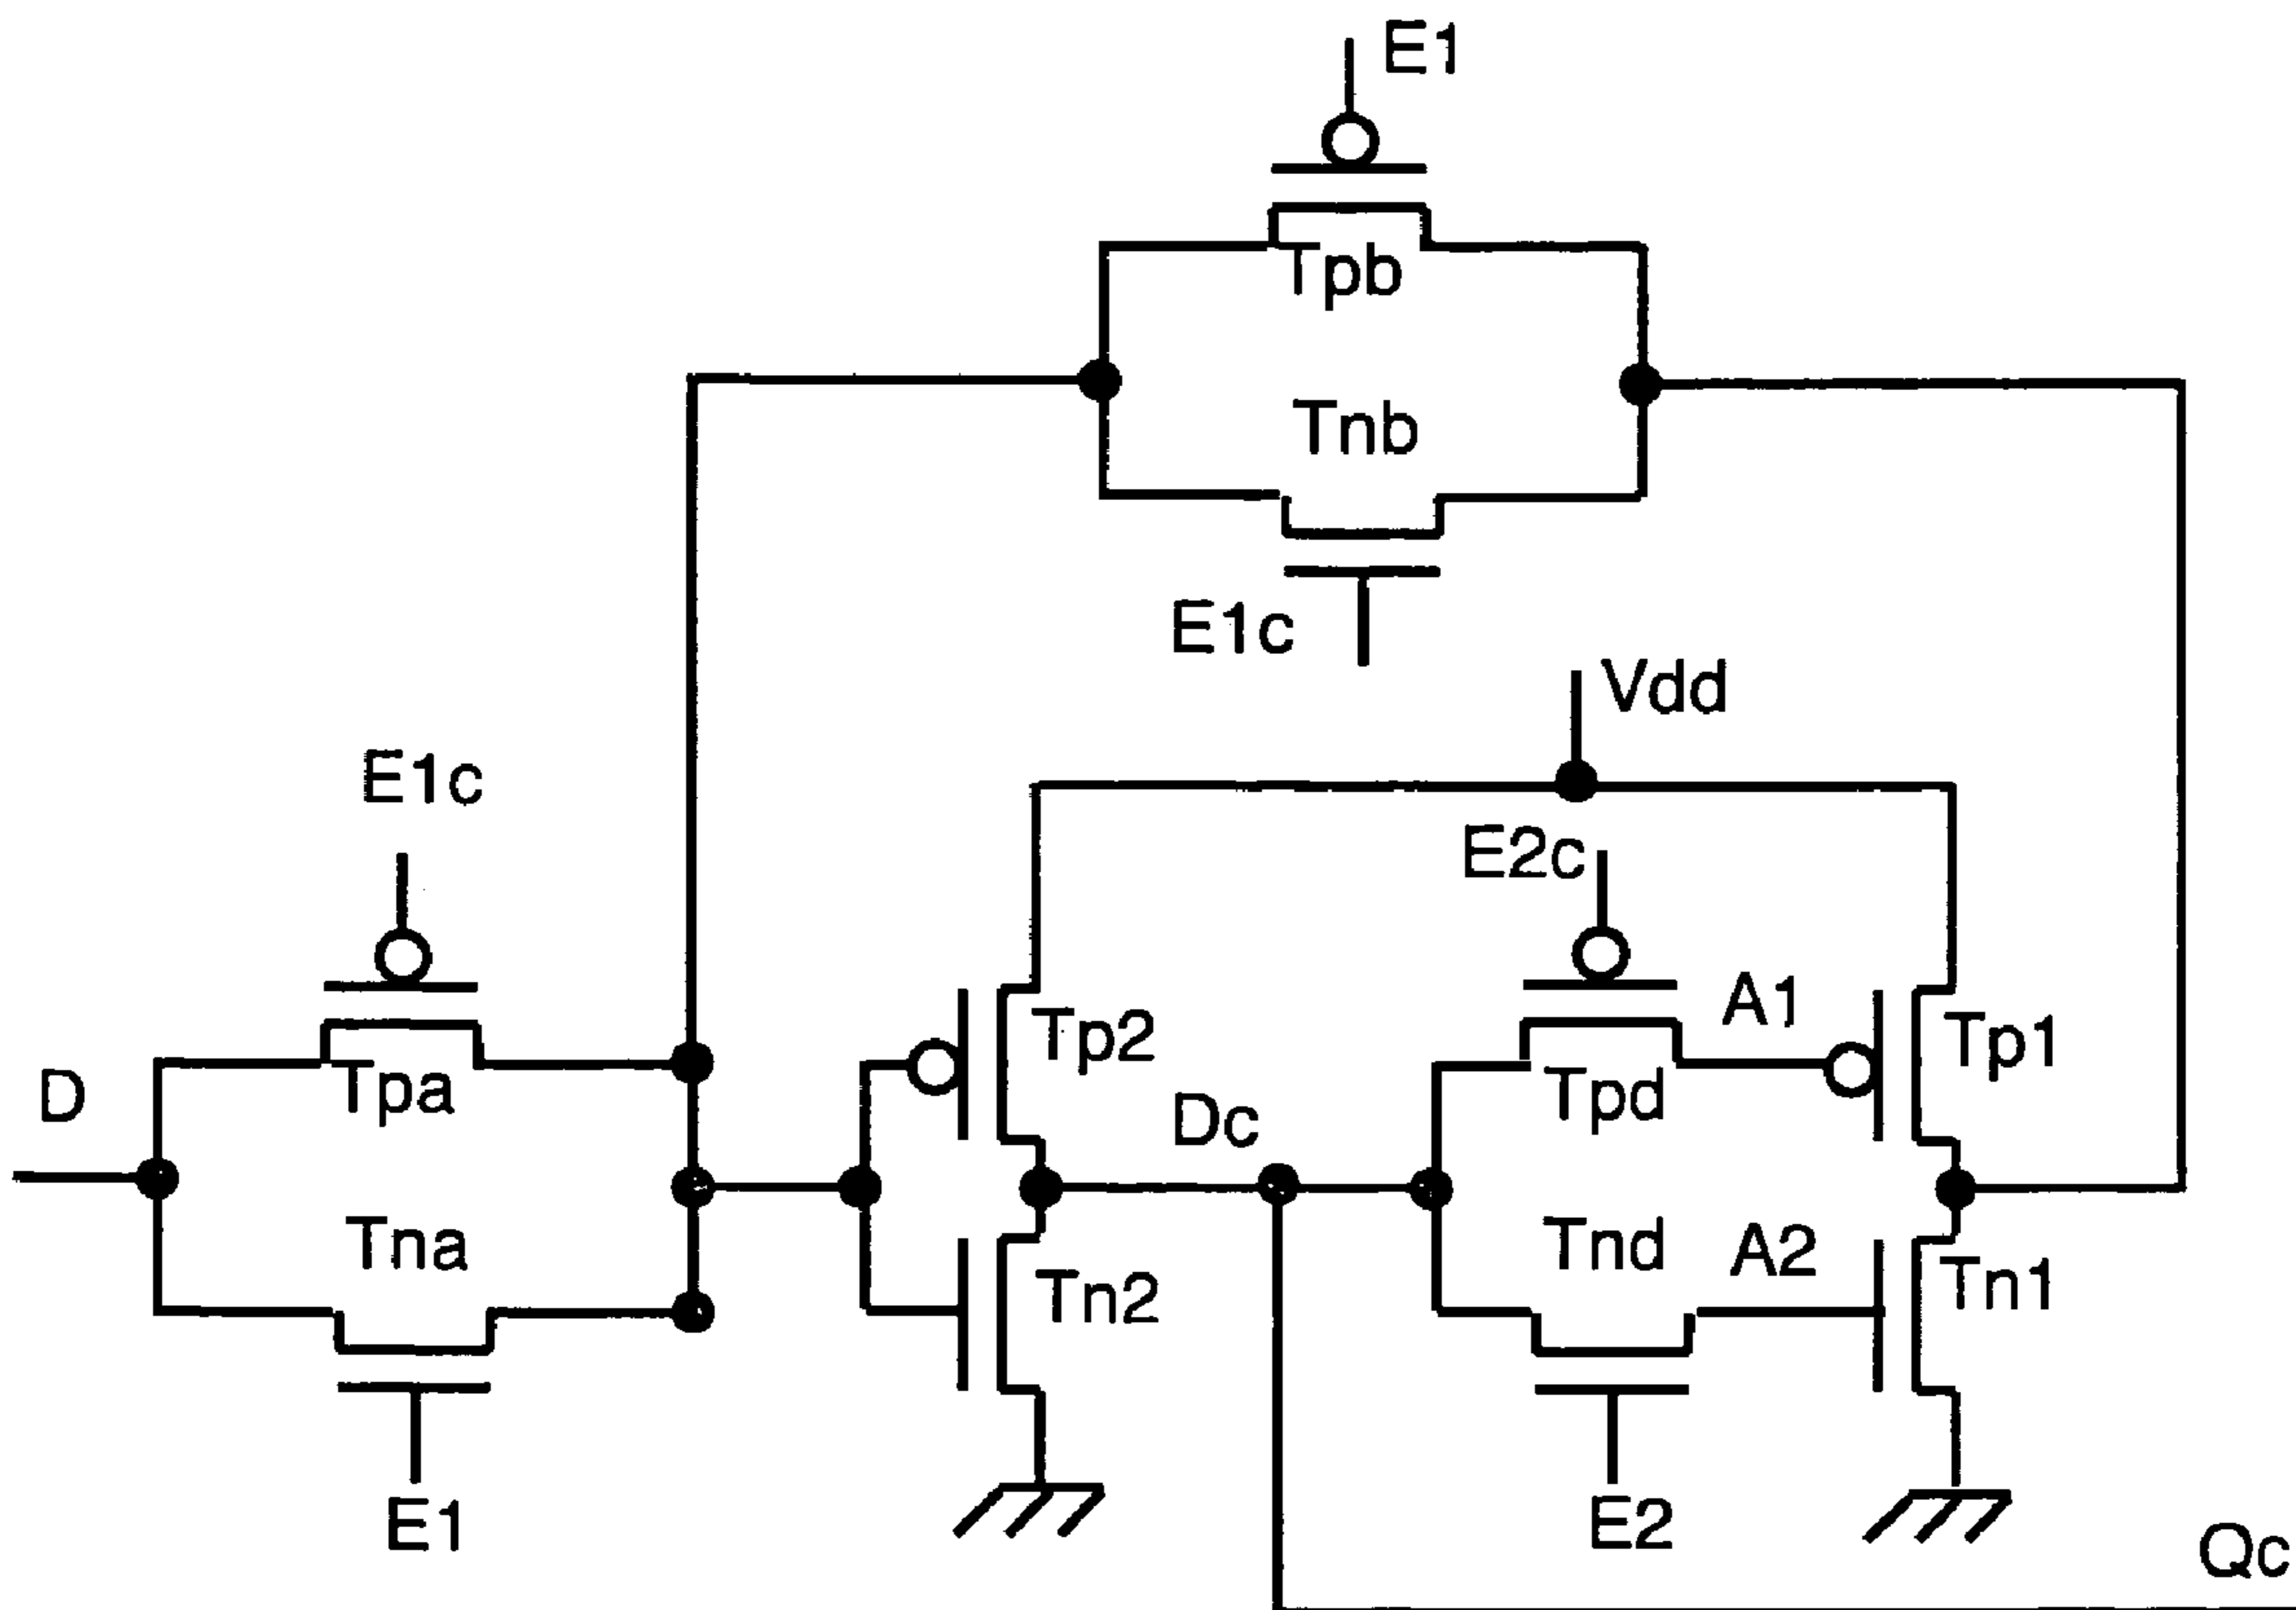 E1
Tpb
Tnb
E1c
Vdd
E1c
E2c
A1
Tp2
Tp1
D
Tpa
Dc
Tpd
Tna
Tnd
A2
Tn2
Tn1
E1
E2
Qc